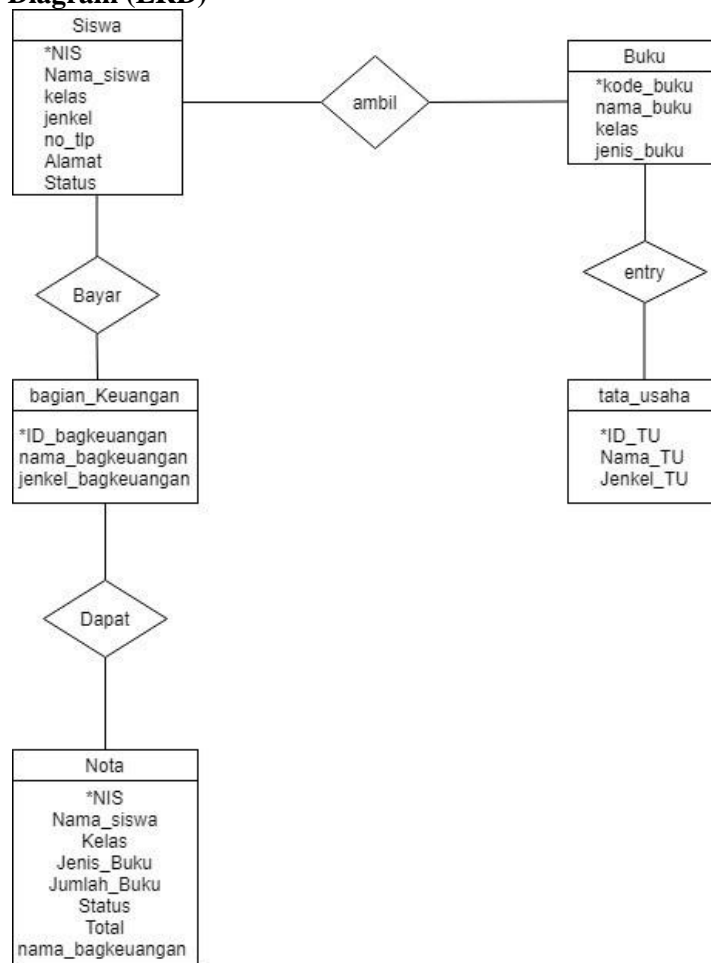 Diagram (ERD)
Siswa
*NIS
Nama_siswa
kelas
jenkel
no_tlp
Alamat
Status
ambil
Buku
*kode_buku
nama_buku
kelas
jenis_buku
Bayar
entry
bagian_Keuangan
*ID_bagkeuangan
nama_bagkeuangan
jenkel_bagkeuangan
tata_usaha
*ID_TU
Nama_TU
Jenkel_TU
Dapat
Nota
*NIS
Nama_siswa
Kelas
Jenis_Buku
Jumlah_Buku
Status
Total
nama_bagkeuangan